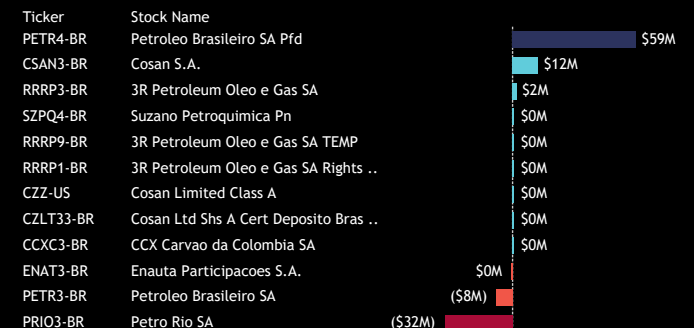 Ticker Stock Name
PETR4-BR Petroleo Brasileiro SA Pfd $59M
CSAN3-BR Cosan S.A. $12M
RRRP3-BR 3R Petroleum Oleo e Gas SA $2M
SZPQ4-BR Suzano Petroquimica Pn $0M
RRRP9-BR 3R Petroleum Oleo e Gas SA TEMP $0M
RRRP1-BR 3R Petroleum Oleo e Gas SA Rights .. $0M
CZZ-US Cosan Limited Class A $0M
CZLT33-BR Cosan Ltd Shs A Cert Deposito Bras .. $0M
CCXC3-BR CCX Carvao da Colombia SA $0M
ENAT3-BR Enauta Participacoes S.A. $0M
PETR3-BR Petroleo Brasileiro SA ($8M)
PRIO3-BR Petro Rio SA ($32M)